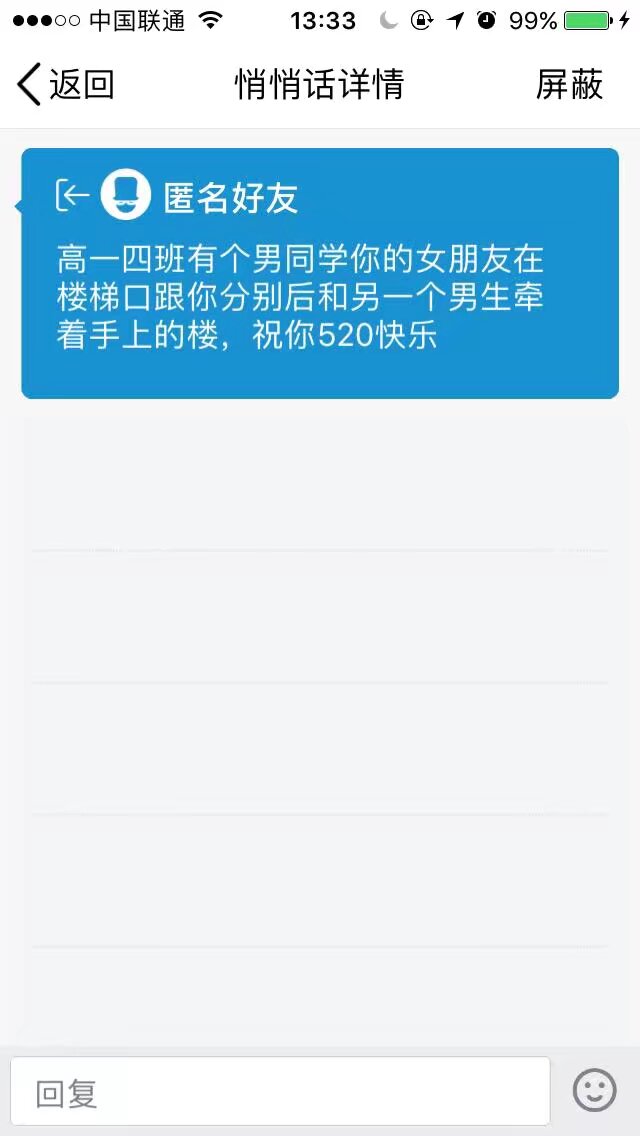 中国联通 13:33 99%
返回 悄悄话详情 屏蔽
匿名好友
高一四班有个男同学你的女朋友在
楼梯口跟你分别后和另一个男生牵
着手上的楼，祝你520快乐
回复